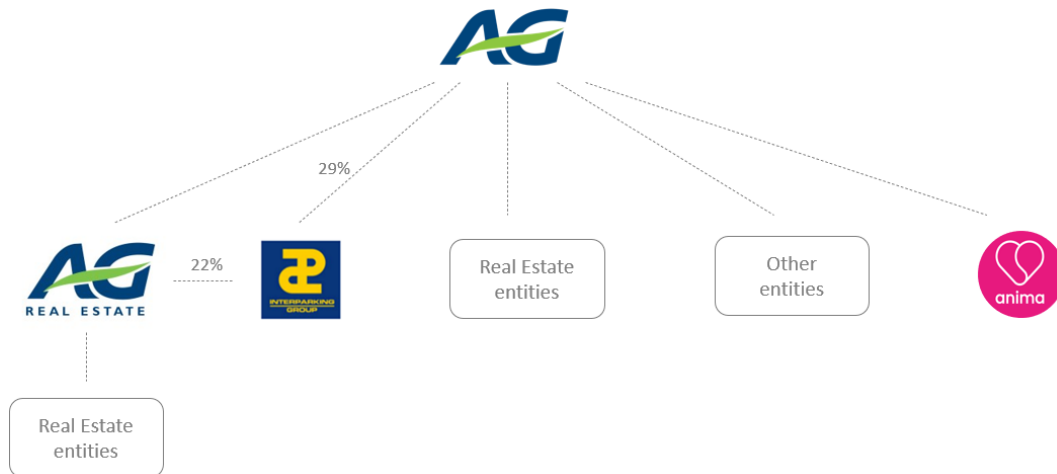 AG
29%
AG
REAL ESTATE
22%
INTERPARKING
GROUP
Real Estate
entities
Other
entities
anima
Real Estate
entities